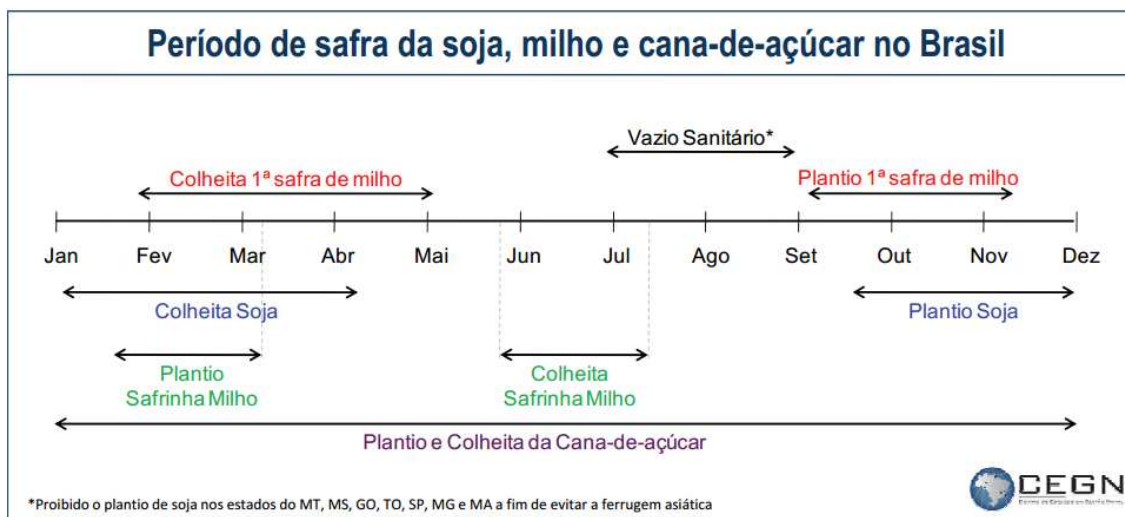 Período de safra da soja, milho e cana-de-açúcar no Brasil
Vazio Sanitário*
Colheita 1ª safra de milho
Plantio 1ª safra de milho
Jan Fev Mar Abr Mai Jun Jul Ago Set Out Nov Dez
Colheita Soja
Plantio Soja
Plantio
Safrinha Milho
Colheita
Safrinha Milho
Plantio e Colheita da Cana-de-açúcar
*Proibido o plantio de soja nos estados do MT, MS, GO, TO, SP, MG e MA a fim de evitar a ferrugem asiática
CEGN